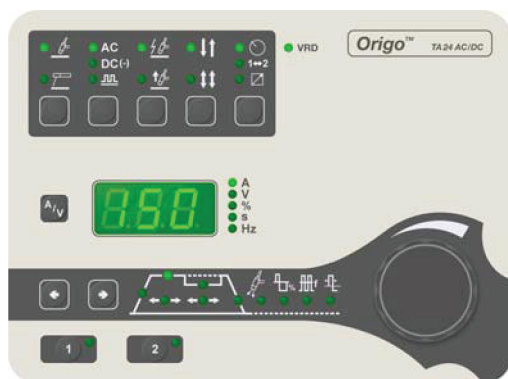 AC
VRD
Origo™ TA24 AC/DC
DC(-)
1↔2
A/V
150
A
V
%
s
Hz
% f
1 2